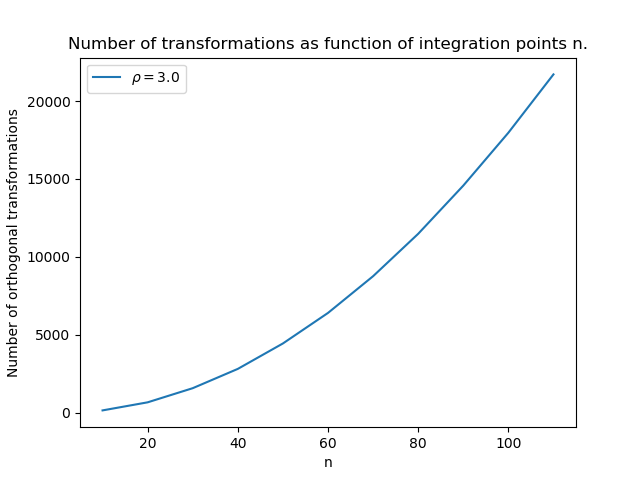 Number of transformations as function of integration points n.
ρ = 3.0
Number of orthogonal transformations
20000
15000
10000
5000
0
20 40 60 80 100
n